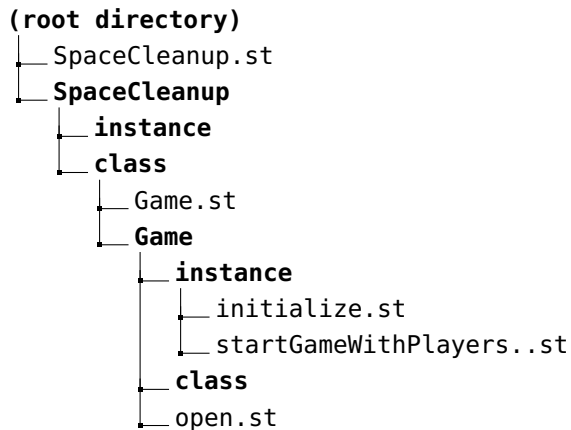 (root directory)
SpaceCleanup.st
SpaceCleanup
instance
class
Game.st
Game
instance
initialize.st
startGameWithPlayers..st
class
open.st